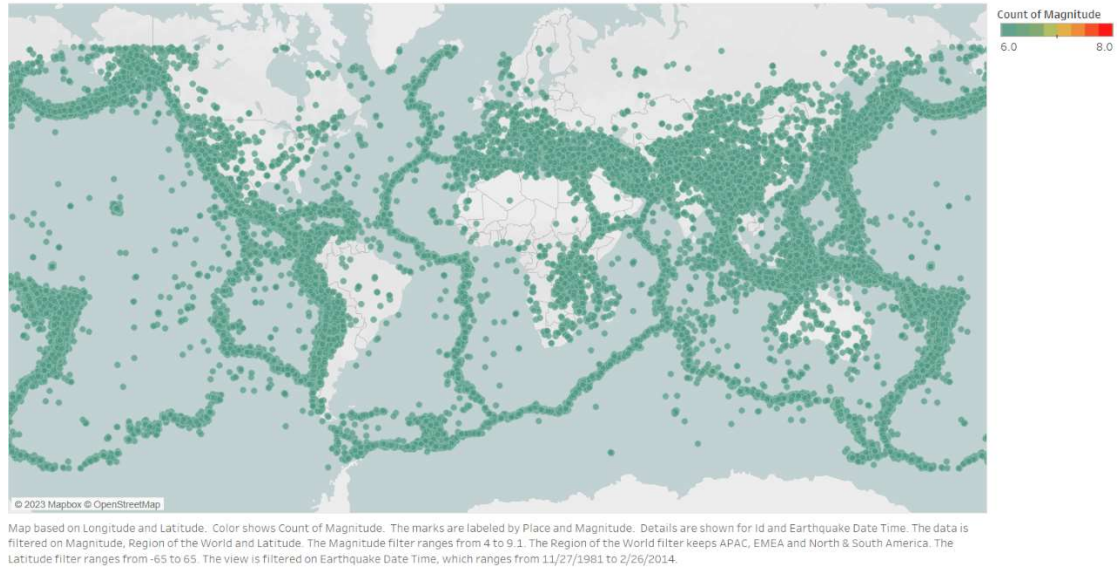 Count of Magnitude
6.0 8.0
© 2023 Mapbox © OpenStreetMap
Map based on Longitude and Latitude. Color shows Count of Magnitude. The marks are labeled by Place and Magnitude. Details are shown for Id and Earthquake Date Time. The data is
filtered on Magnitude, Region of the World and Latitude. The Magnitude filter ranges from 4 to 9.1. The Region of the World filter keeps APAC, EMEA and North & South America. The
Latitude filter ranges from -65 to 65. The view is filtered on Earthquake Date Time, which ranges from 11/27/1981 to 2/26/2014.